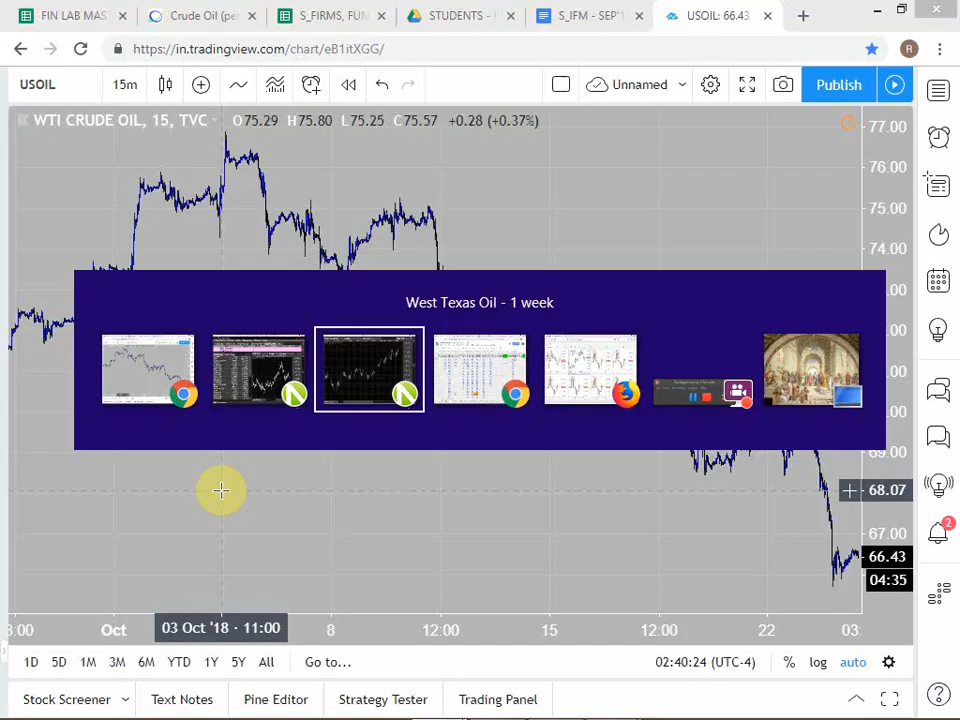 FIN LAB MAST
Crude Oil (pe
S_FIRMS, FUN
STUDENTS - I
S_IFM - SEP'1
USOIL: 66.43
https://in.tradingview.com/chart/eB1itXGG/
R
USOIL
15m
Unnamed
Publish
WTI CRUDE OIL, 15, TVC
O75.29 H75.80 L75.25 C75.57 +0.28 (+0.37%)
77.00
76.00
75.00
74.00
West Texas Oil - 1 week
69.00
68.07
67.00
66.43
04:35
2
Oct
03 Oct '18 · 11:00
8
12:00
15
12:00
22
03:
1D 5D 1M 3M 6M YTD 1Y 5Y All
Go to...
02:40:24 (UTC-4)
% log auto
Stock Screener
Text Notes
Pine Editor
Strategy Tester
Trading Panel